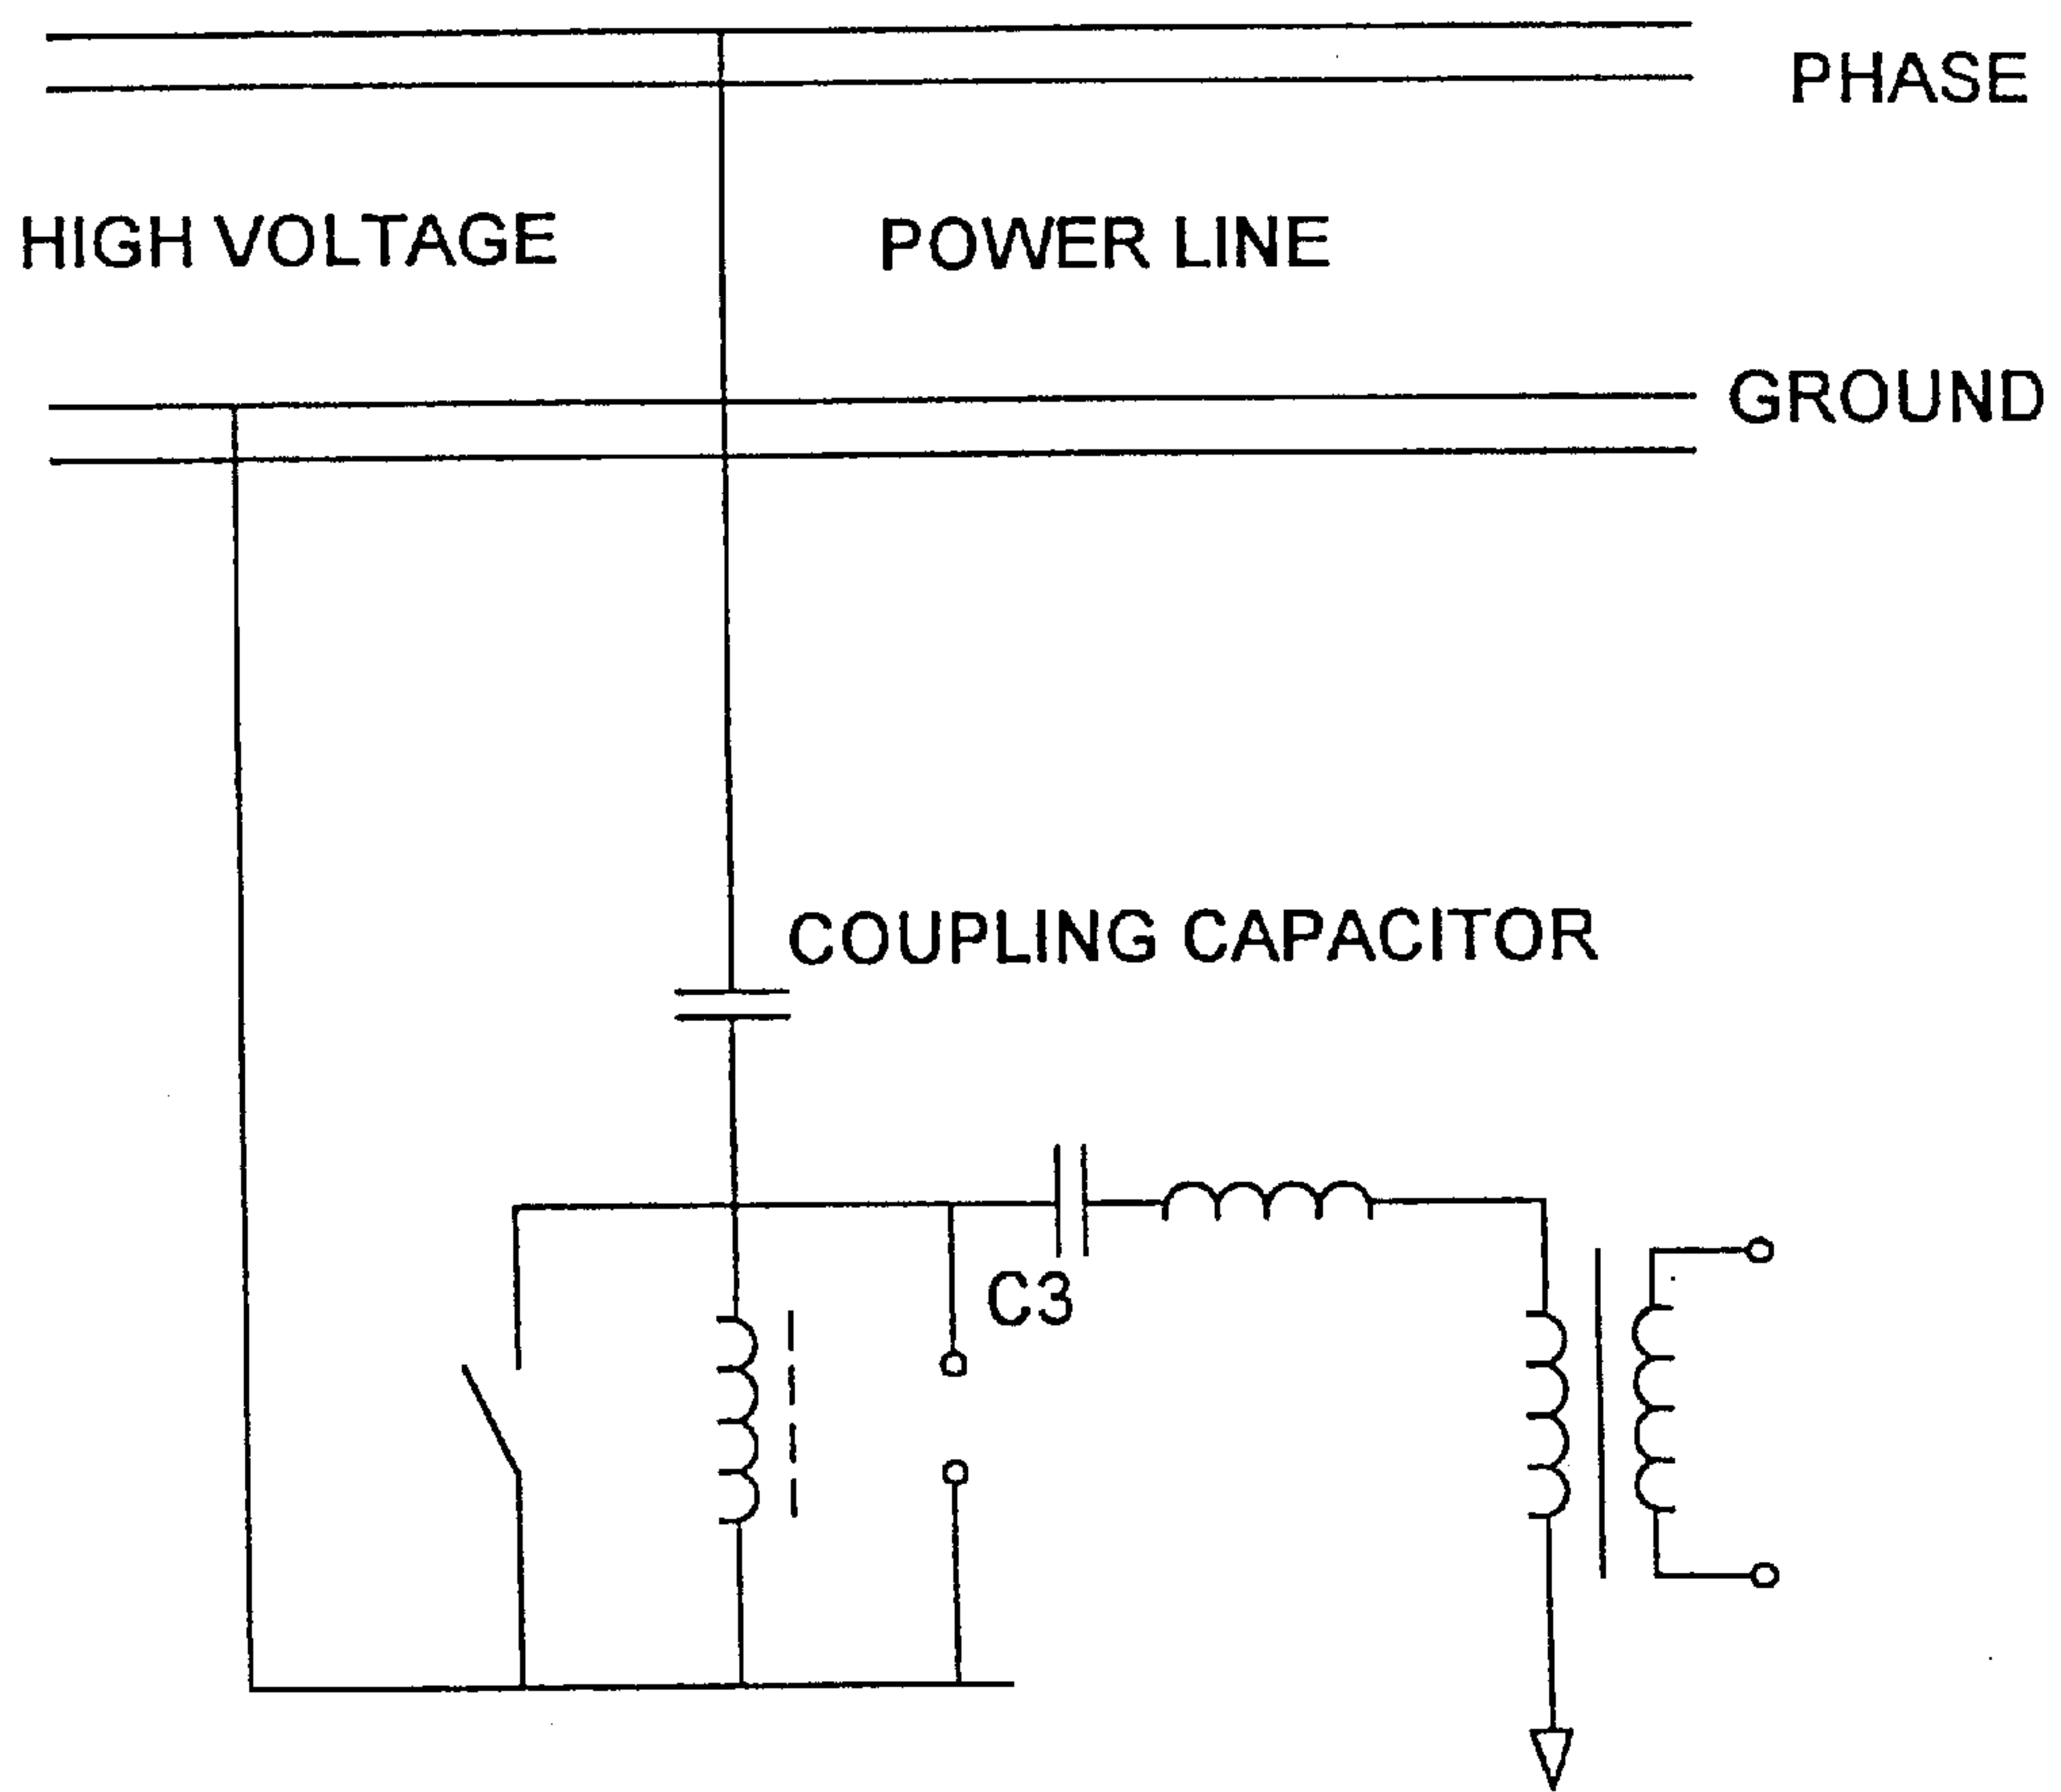 PHASE
HIGH VOLTAGE POWER LINE
GROUND
COUPLING CAPACITOR
C3